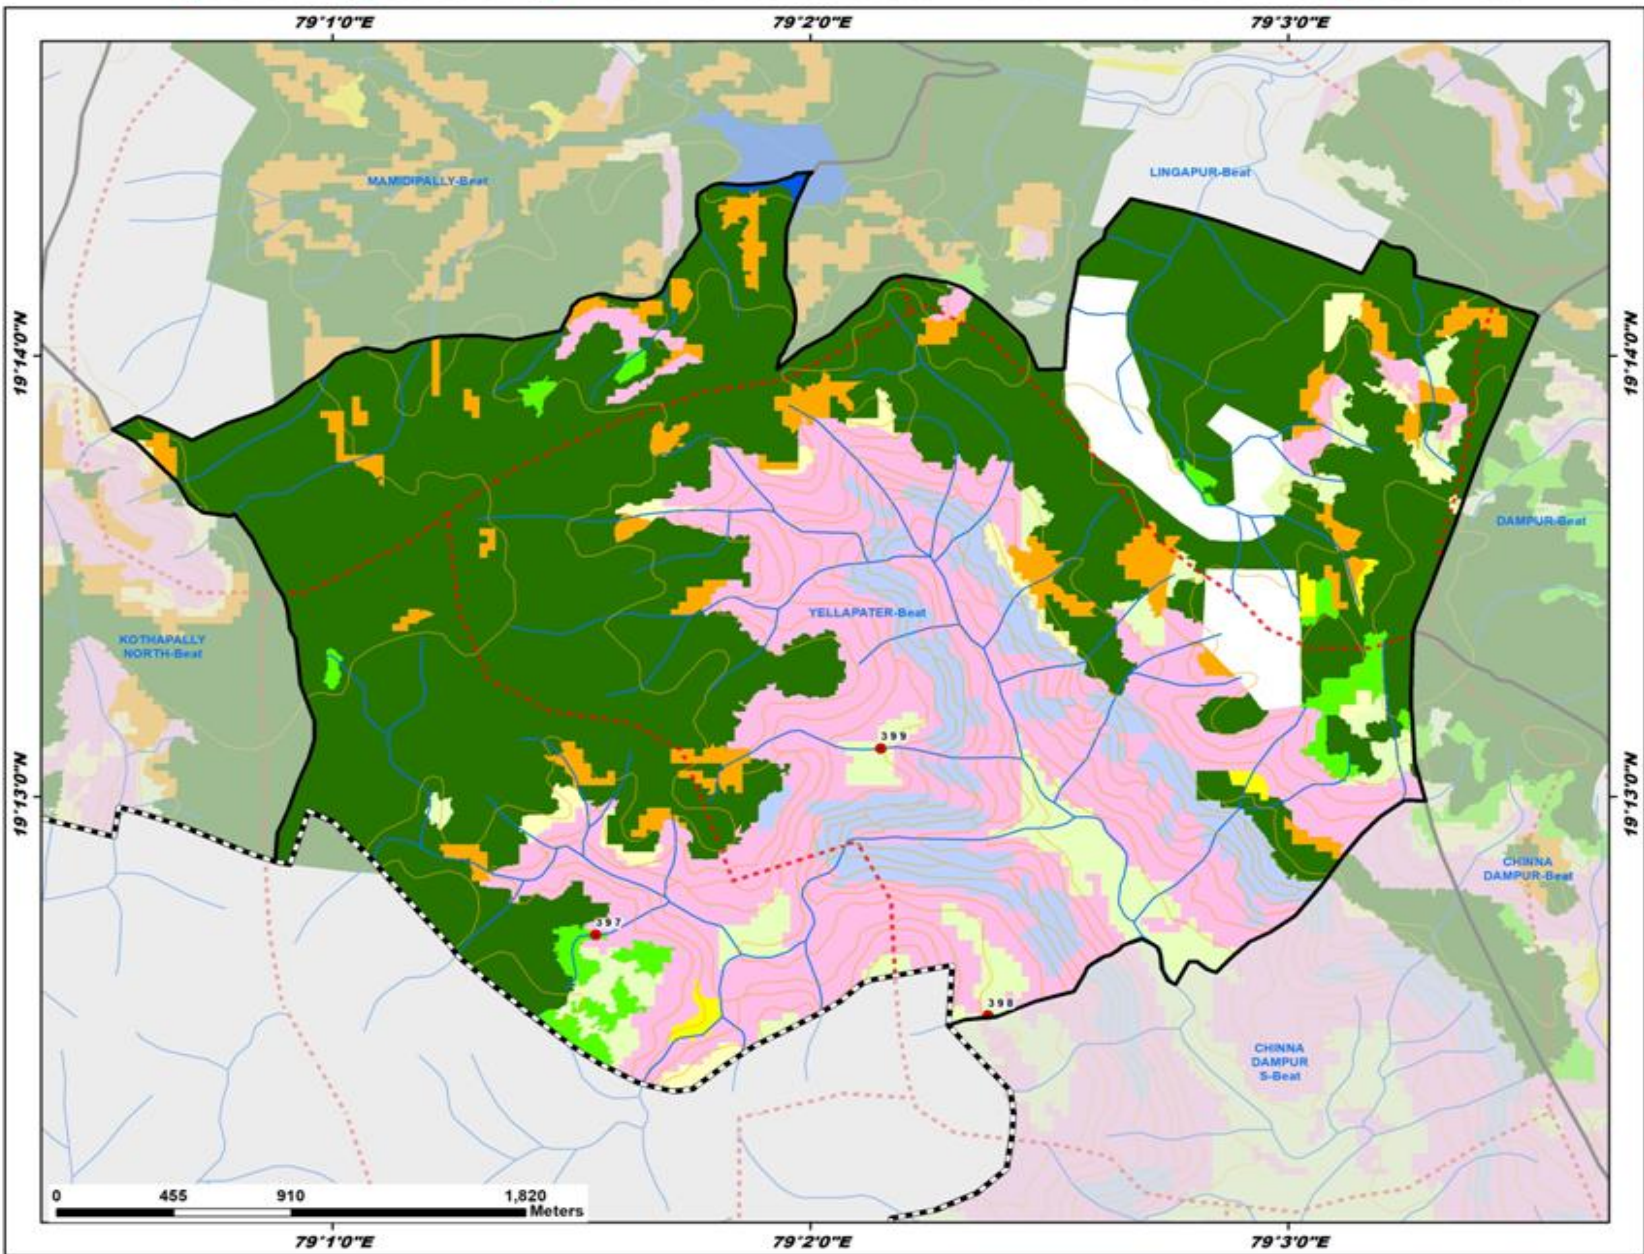 79°1'0"E
79°2'0"E
79°3'0"E
MAMIDIPALLY-Beat
LINGAPUR-Beat
19°14'0"N
19°14'0"N
DAMPUR-Beat
YELLAPATER-Beat
KOTHAPALLY
NORTH-Beat
399
19°13'0"N
19°13'0"N
CHINNA
DAMPUR-Beat
397
398
CHINNA
DAMPUR
S-Beat
0
455
910
1,820
Meters
79°1'0"E
79°2'0"E
79°3'0"E